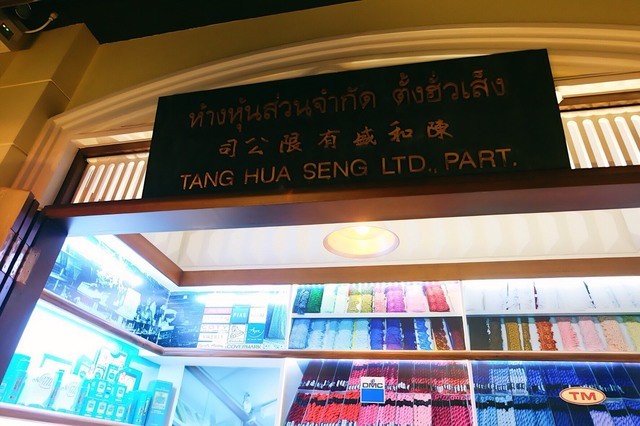 ห้างหุ้นส่วนจำกัด ตั้งฮั่วเส็ง
司公限有盛和陳
TANG HUA SENG LTD., PART.
COVERMARK
DMC
TM